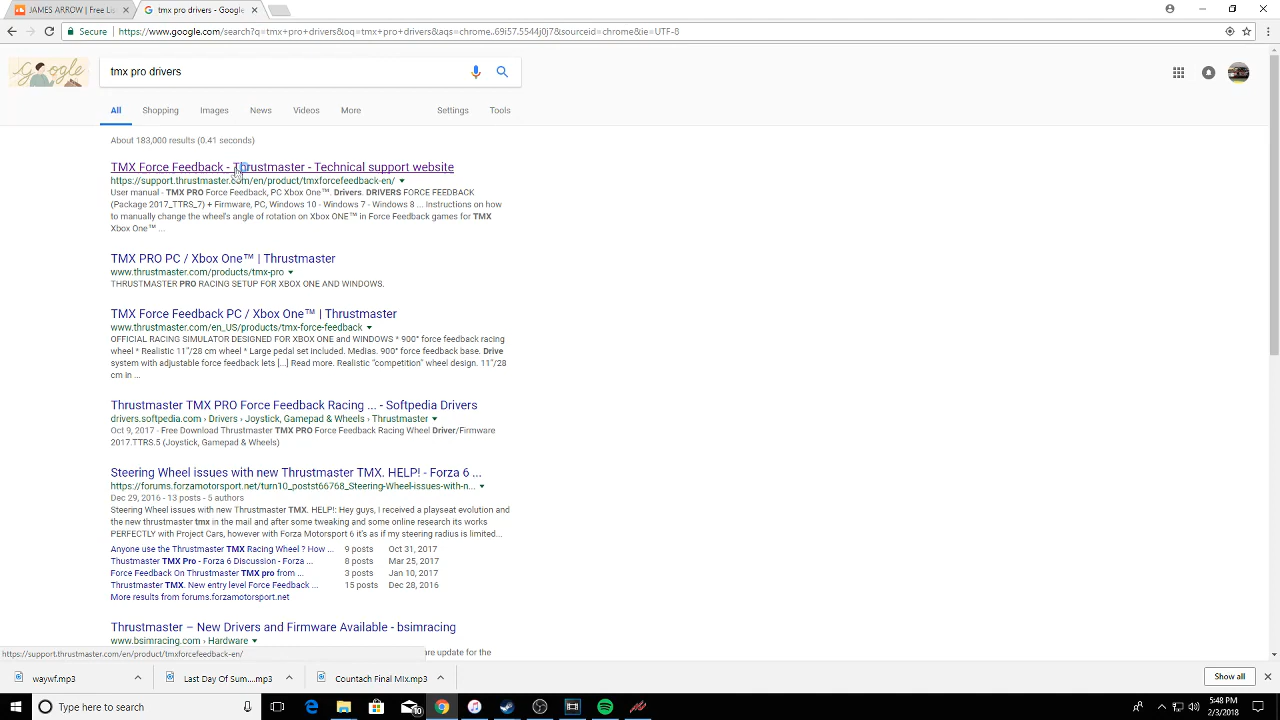 JAMES ARROW | Free Lis
tmx pro drivers - Google
Secure
https://www.google.com/search?q=tmx+pro+drivers&oq=tmx+pro+drivers&aqs=chrome..69i57.5544j0j7&sourceid=chrome&ie=UTF-8
Google
tmx pro drivers
All Shopping Images News Videos More Settings Tools
About 183,000 results (0.41 seconds)
TMX Force Feedback - Thrustmaster - Technical support website
https://support.thrustmaster.com/en/product/tmxforcefeedback-en/
User manual - TMX PRO Force Feedback, PC Xbox One™. Drivers. DRIVERS FORCE FEEDBACK
(Package 2017_TTRS_7) + Firmware, PC, Windows 10 - Windows 7 - Windows 8 ... Instructions on how
to manually change the wheel's angle of rotation on Xbox ONE™ in Force Feedback games for TMX
Xbox One™ ...
TMX PRO PC / Xbox One™ | Thrustmaster
www.thrustmaster.com/products/tmx-pro
THRUSTMASTER PRO RACING SETUP FOR XBOX ONE AND WINDOWS.
TMX Force Feedback PC / Xbox One™ | Thrustmaster
www.thrustmaster.com/en_US/products/tmx-force-feedback
OFFICIAL RACING SIMULATOR DESIGNED FOR XBOX ONE and WINDOWS * 900° force feedback racing
wheel * Realistic 11"/28 cm wheel * Large pedal set included. Medias. 900° force feedback base. Drive
system with adjustable force feedback lets [...] Read more. Realistic "competition" wheel design. 11"/28
cm in ...
Thrustmaster TMX PRO Force Feedback Racing ... - Softpedia Drivers
drivers.softpedia.com › Drivers › Joystick, Gamepad & Wheels › Thrustmaster
Oct 9, 2017 - Free Download Thrustmaster TMX PRO Force Feedback Racing Wheel Driver/Firmware
2017.TTRS.5 (Joystick, Gamepad & Wheels)
Steering Wheel issues with new Thrustmaster TMX. HELP! - Forza 6 ...
https://forums.forzamotorsport.net/turn10_postst66768_Steering-Wheel-issues-with-n...
Dec 29, 2016 - 13 posts - 5 authors
Steering Wheel issues with new Thrustmaster TMX. HELP!: Hey guys, I received a playseat evolution and
the new thrustmaster tmx in the mail and after some tweaking and some online research its works
PERFECTLY with Project Cars, however with Forza Motorsport 6 it's as if my steering radius is limited...
Anyone use the Thrustmaster TMX Racing Wheel ? How ... 9 posts Oct 31, 2017
Thustmaster TMX Pro - Forza 6 Discussion - Forza ... 8 posts Mar 25, 2017
Force Feedback On Thrustmaster TMX pro from ... 3 posts Jan 10, 2017
Thrustmaster TMX. New entry level Force Feedback ... 15 posts Dec 28, 2016
More results from forums.forzamotorsport.net
Thrustmaster – New Drivers and Firmware Available - bsimracing
www.bsimracing.com › Hardware
are update for the
https://support.thrustmaster.com/en/product/tmxforcefeedback-en/
waywf.mp3
Last Day Of Sum....mp3
Countach Final Mix.mp3
Show all
Type here to search
10
5:48 PM
2/3/2018